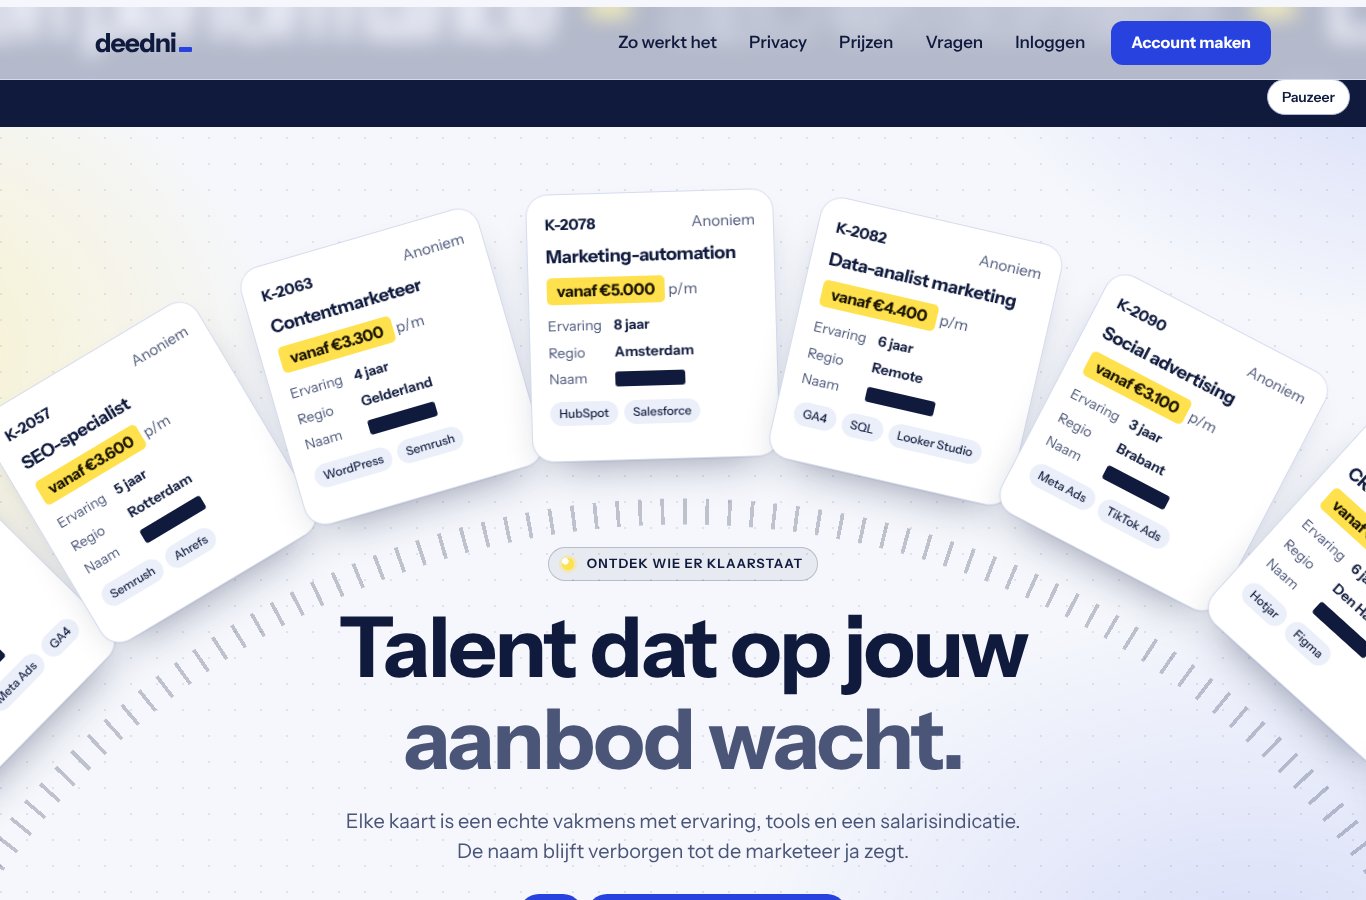 deedni
Zo werkt het
Privacy
Prijzen
Vragen
Inloggen
Account maken
Pauzeer
K-2057
Anoniem
SEO-specialist
vanaf €3.600 p/m
Ervaring 5 jaar
Regio Rotterdam
Naam
Semrush Ahrefs
K-2063
Anoniem
Contentmarketeer
vanaf €3.300 p/m
Ervaring 4 jaar
Regio Gelderland
Naam
WordPress Semrush
K-2078
Anoniem
Marketing-automation
vanaf €5.000 p/m
Ervaring 8 jaar
Regio Amsterdam
Naam
HubSpot Salesforce
K-2082
Anoniem
Data-analist marketing
vanaf €4.400 p/m
Ervaring 6 jaar
Regio Remote
Naam
GA4 SQL Looker Studio
K-2090
Anoniem
Social advertising
vanaf €3.100 p/m
Ervaring 3 jaar
Regio Brabant
Naam
Meta Ads TikTok Ads
vanaf
Ervaring
Regio Den
Naam
Hotjar Figma
Meta Ads GA4
ONTDEK WIE ER KLAARSTAAT
Talent dat op jouw
aanbod wacht.
Elke kaart is een echte vakmens met ervaring, tools en een salarisindicatie.
De naam blijft verborgen tot de marketeer ja zegt.